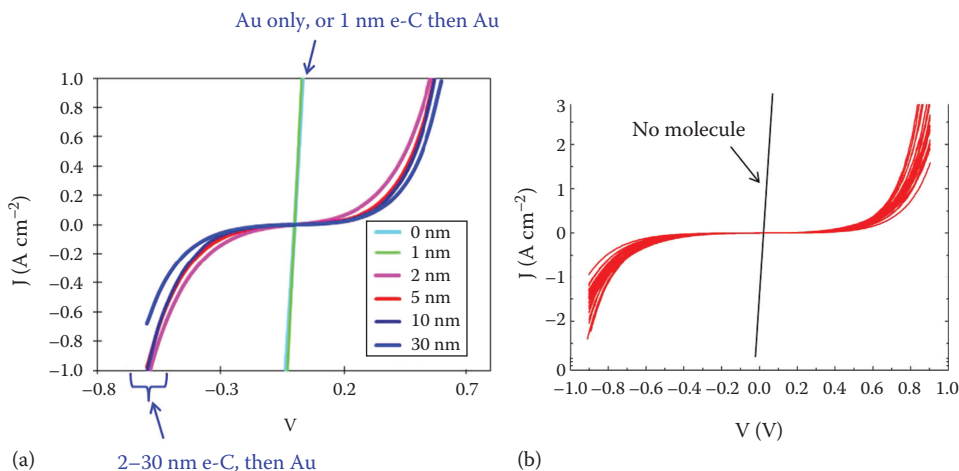 Au only, or 1 nm e-C then Au
1.0
0.8
0.6
0.4
0.2
0.0
−0.2
−0.4
−0.6
−0.8
−1.0
J (A cm−2)
0 nm
1 nm
2 nm
5 nm
10 nm
30 nm
−0.8
−0.3
0.2
0.7
V
2–30 nm e-C, then Au
(a)
No molecule
3
2
1
0
−1
−2
0
J (A cm−2)
−1.0 −0.8 −0.6 −0.4 −0.2 0.0 0.2 0.4 0.6 0.8 1.0
V (V)
(b)